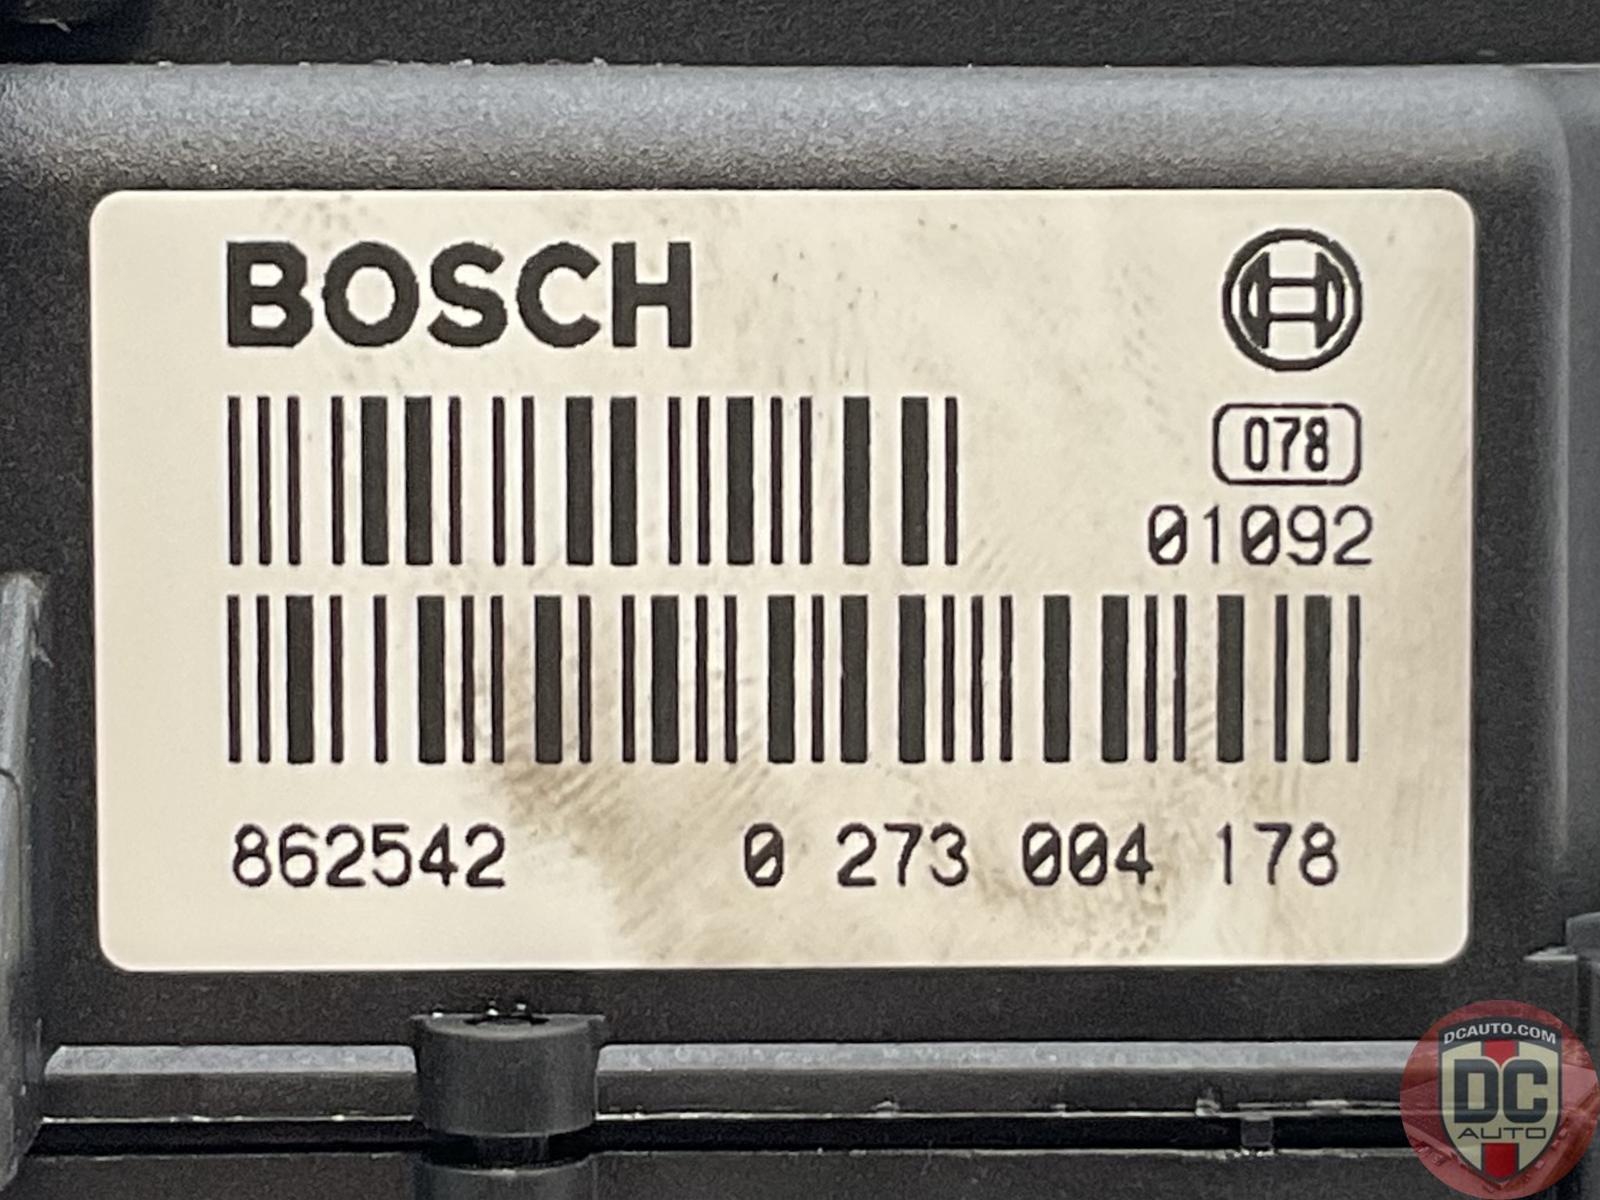 BOSCH
078
01092
862542 0 273 004 178
DCAUTO.COM
DC
AUTO